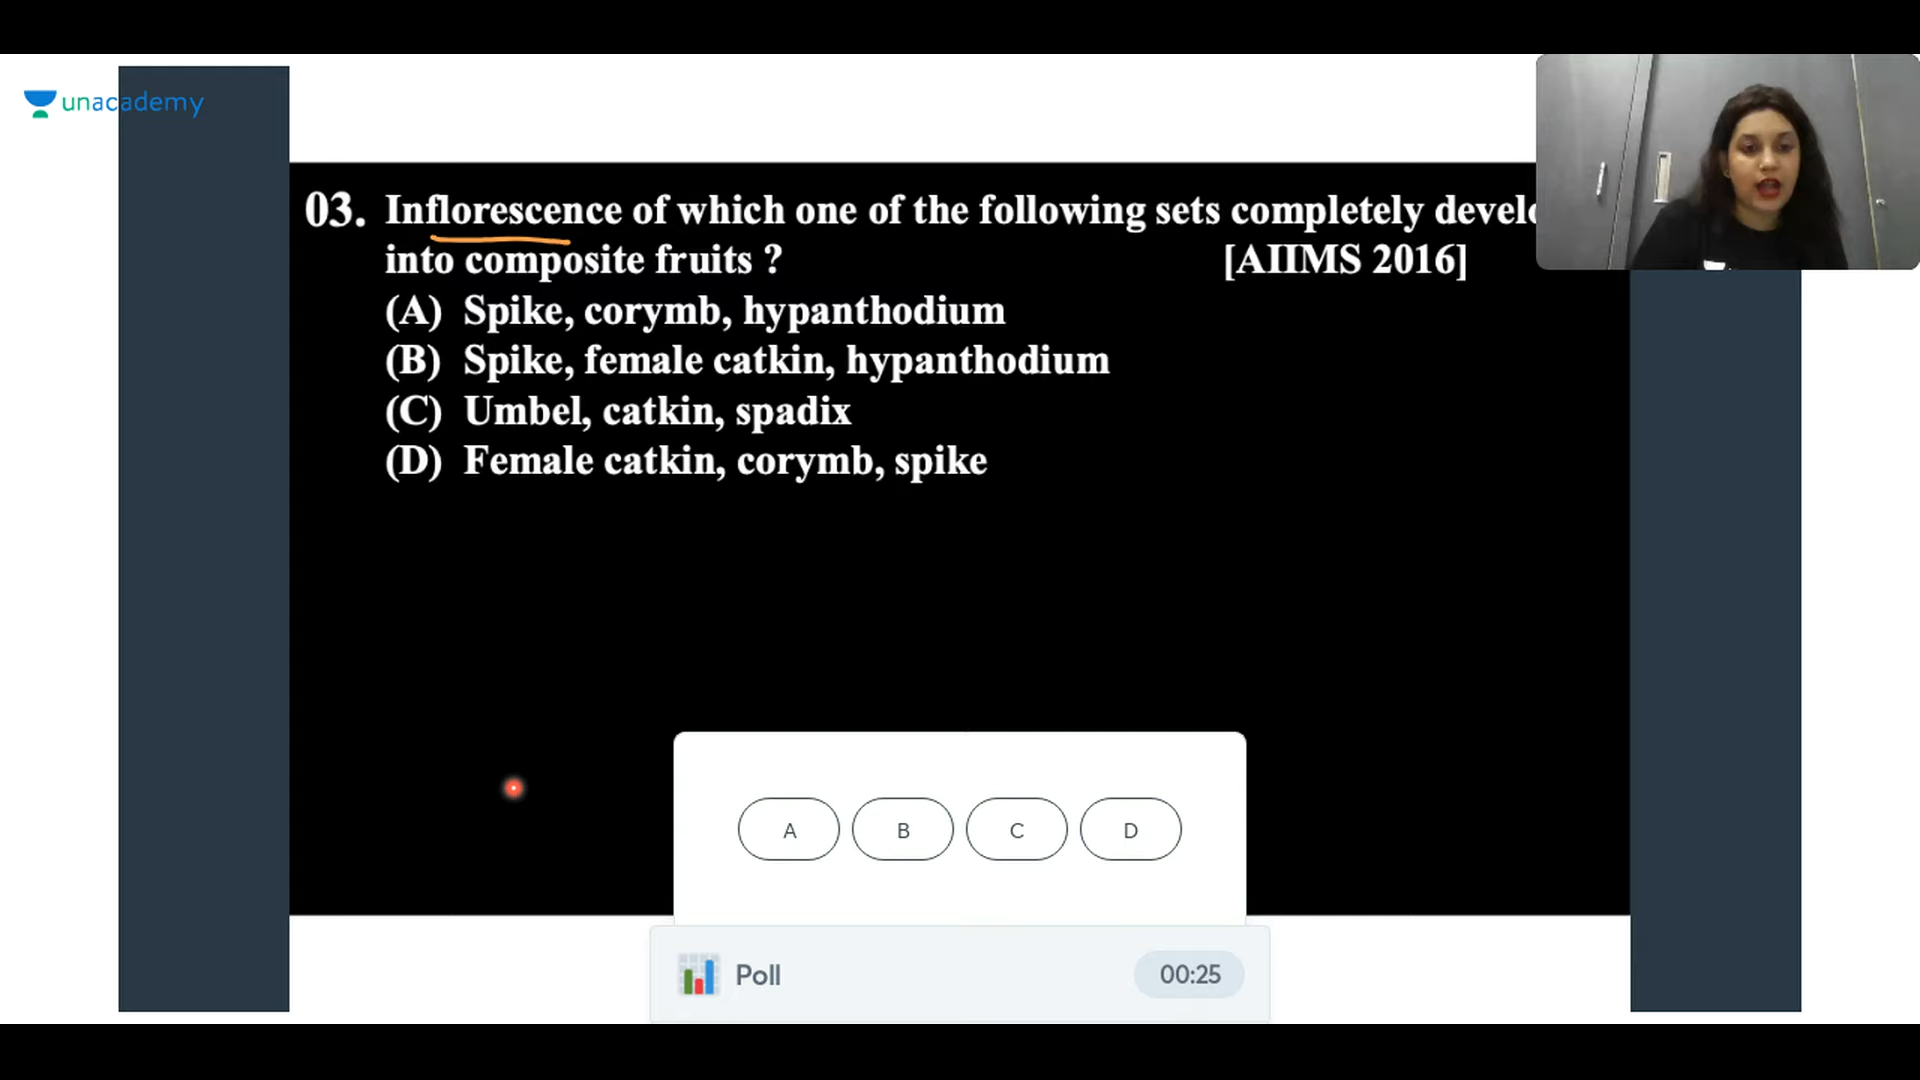 unacademy
03. Inflorescence of which one of the following sets completely
into composite fruits ? [AIIMS 2016]
(A) Spike, corymb, hypanthodium
(B) Spike, female catkin, hypanthodium
(C) Umbel, catkin, spadix
(D) Female catkin, corymb, spike
A B C D
Poll 00:25